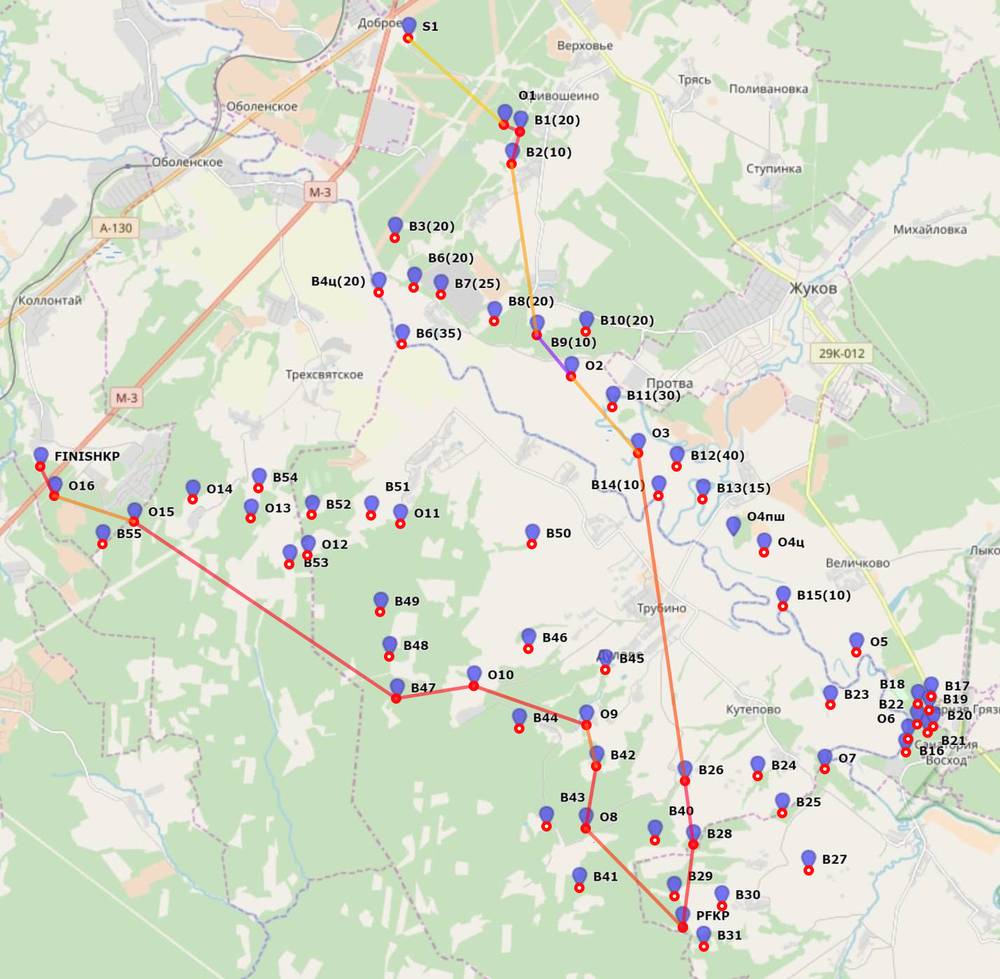 Доброе
S1
Верховье
Трясь
Поливановка
O1
Оболенское
B1(20)
B2(10)
Оболенское
Ступинка
М-3
А-130
B3(20)
Михайловка
B6(20)
B4ц(20)
B7(25)
Жуков
Коллонтай
B8(20)
B10(20)
B6(35)
B9(10)
29К-012
O2
Трехсвятское
Протва
М-3
B11(30)
O3
FINISHKP
B12(40)
B54
O16
B51
B14(10)
B13(15)
O14
B52
O13
O15
O11
O4пш
B55
B50
O12
O4ц
B53
Величково
B15(10)
B49
Трубино
B46
O5
B48
B45
O10
B18
B17
B47
B23
B19
B22
Кутепово
O9
O6
B20
B44
B21
Санатория
B16
Восход
B42
O7
B26
B24
B43
B25
O8
B40
B28
B27
B41
B29
B30
PFKP
B31